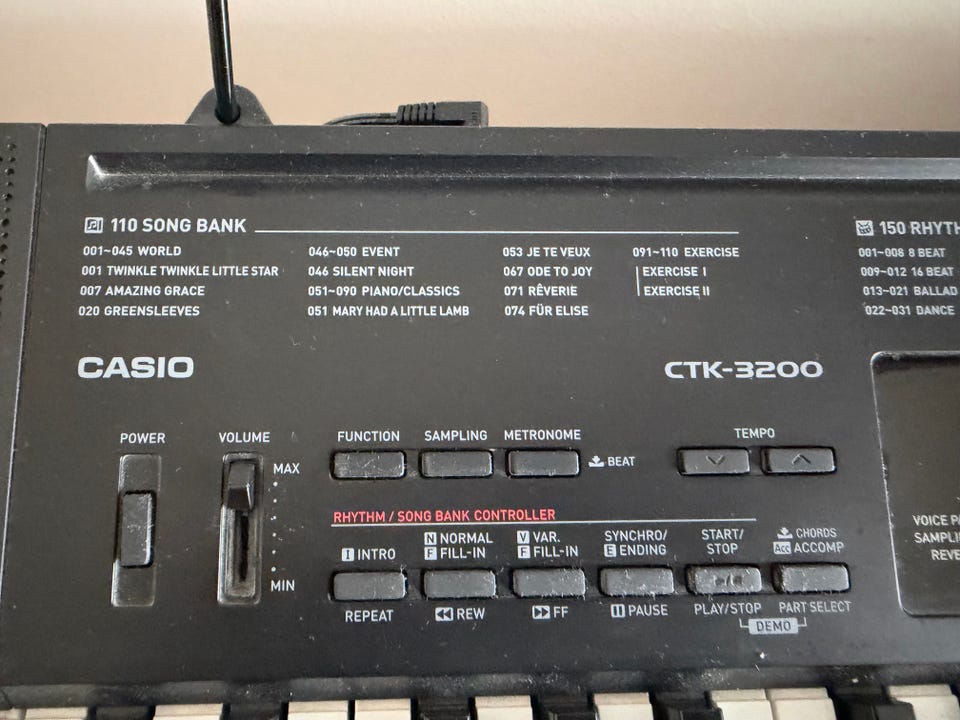 110 SONG BANK
001~045 WORLD
001 TWINKLE TWINKLE LITTLE STAR
007 AMAZING GRACE
020 GREENSLEEVES
046~050 EVENT
046 SILENT NIGHT
051~090 PIANO/CLASSICS
051 MARY HAD A LITTLE LAMB
053 JE TE VEUX
067 ODE TO JOY
071 RÊVERIE
074 FÜR ELISE
091~110 EXERCISE
EXERCISE I
EXERCISE II
150 RHYTH
001~008 8 BEAT
009~012 16 BEAT
013~021 BALLAD
022~031 DANCE
CASIO
CTK-3200
POWER
VOLUME
MAX
MIN
FUNCTION
SAMPLING
METRONOME
BEAT
TEMPO
RHYTHM / SONG BANK CONTROLLER
I INTRO
N NORMAL
F FILL-IN
V VAR.
F FILL-IN
SYNCHRO/
E ENDING
START/
STOP
CHORDS
Acc ACCOMP
REPEAT
REW
FF
PAUSE
PLAY/STOP
PART SELECT
DEMO
VOICE P
SAMPLI
REVE